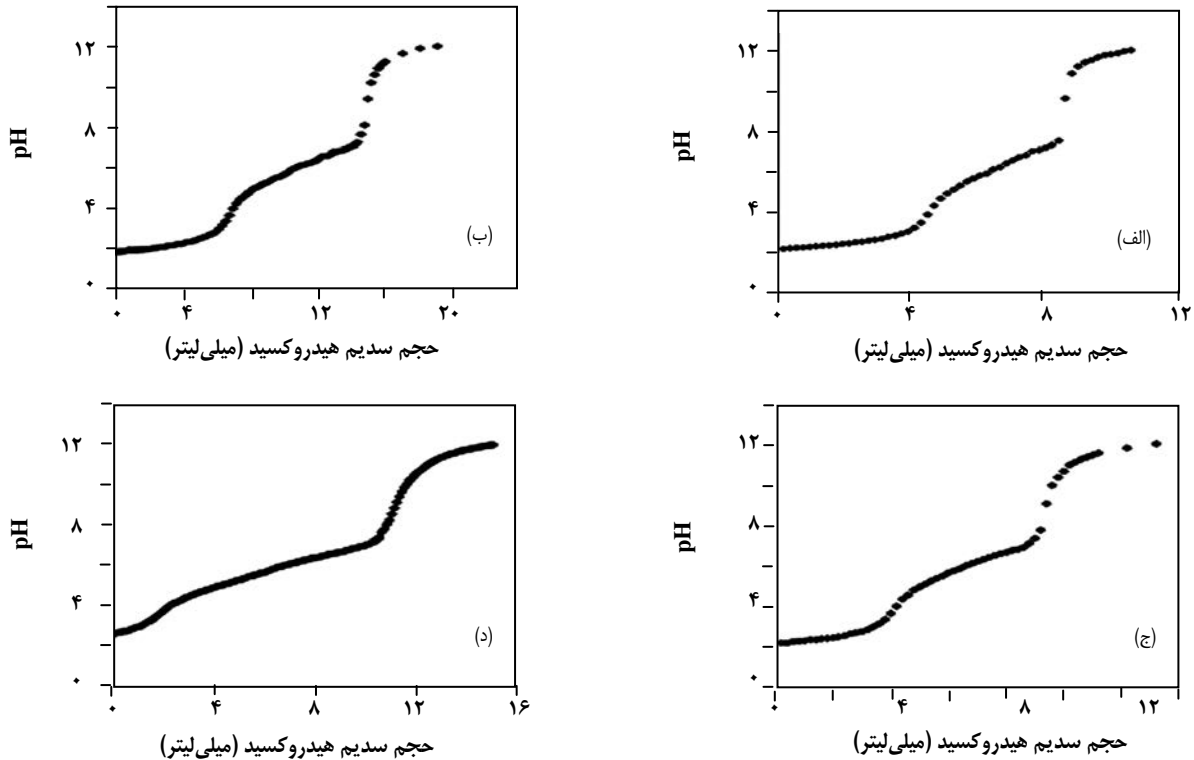 ۱۲
۸
۴
۰
pH
(الف)
۰ ۴ ۸ ۱۲
حجم سدیم هیدروکسید (میلی‌لیتر)
۱۲
۸
۴
۰
pH
(ب)
۰ ۴ ۱۲ ۲۰
حجم سدیم هیدروکسید (میلی‌لیتر)
۱۲
۸
۴
۰
pH
(ج)
۰ ۴ ۸ ۱۲
حجم سدیم هیدروکسید (میلی‌لیتر)
۱۲
۸
۴
۰
pH
(د)
۰ ۴ ۸ ۱۲ ۱۶
حجم سدیم هیدروکسید (میلی‌لیتر)